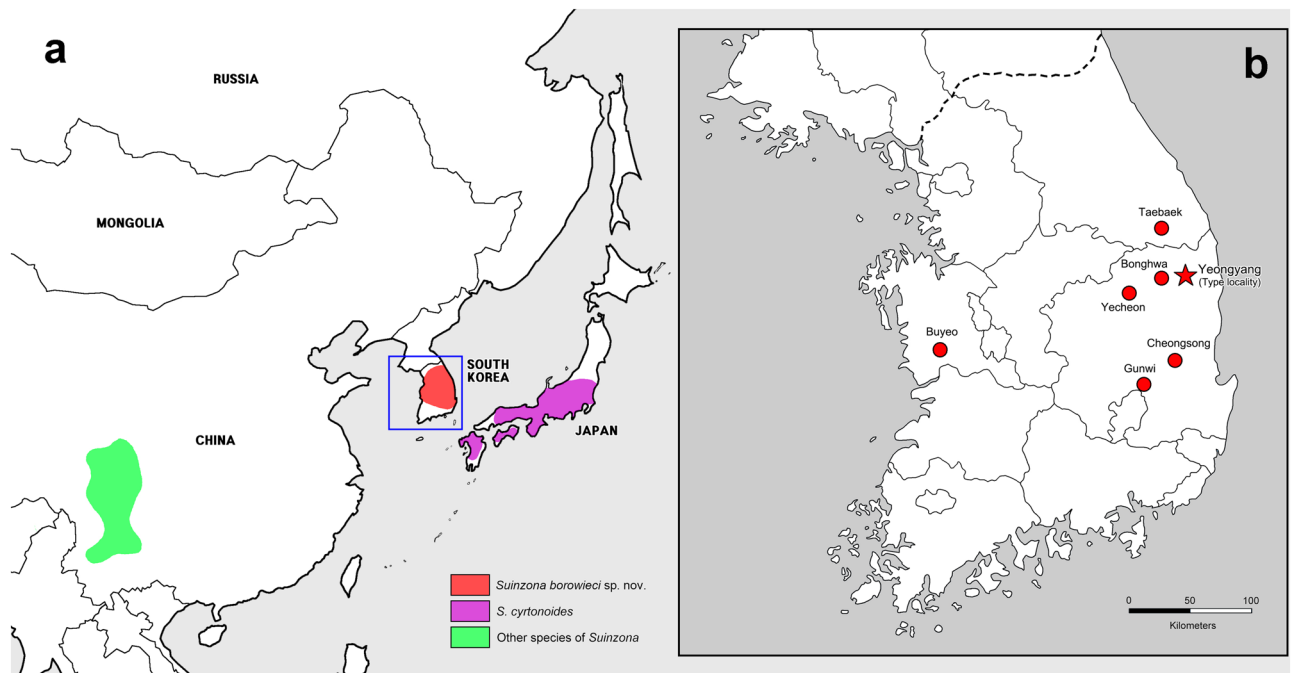 a
RUSSIA
MONGOLIA
SOUTH
KOREA
JAPAN
CHINA
Suinzona borowieci sp. nov.
S. cyrtonoides
Other species of Suinzona
b
Taebaek
Bonghwa
Yeongyang
(Type locality)
Yecheon
Buyeo
Cheongsong
Gunwi
0 50 100
Kilometers